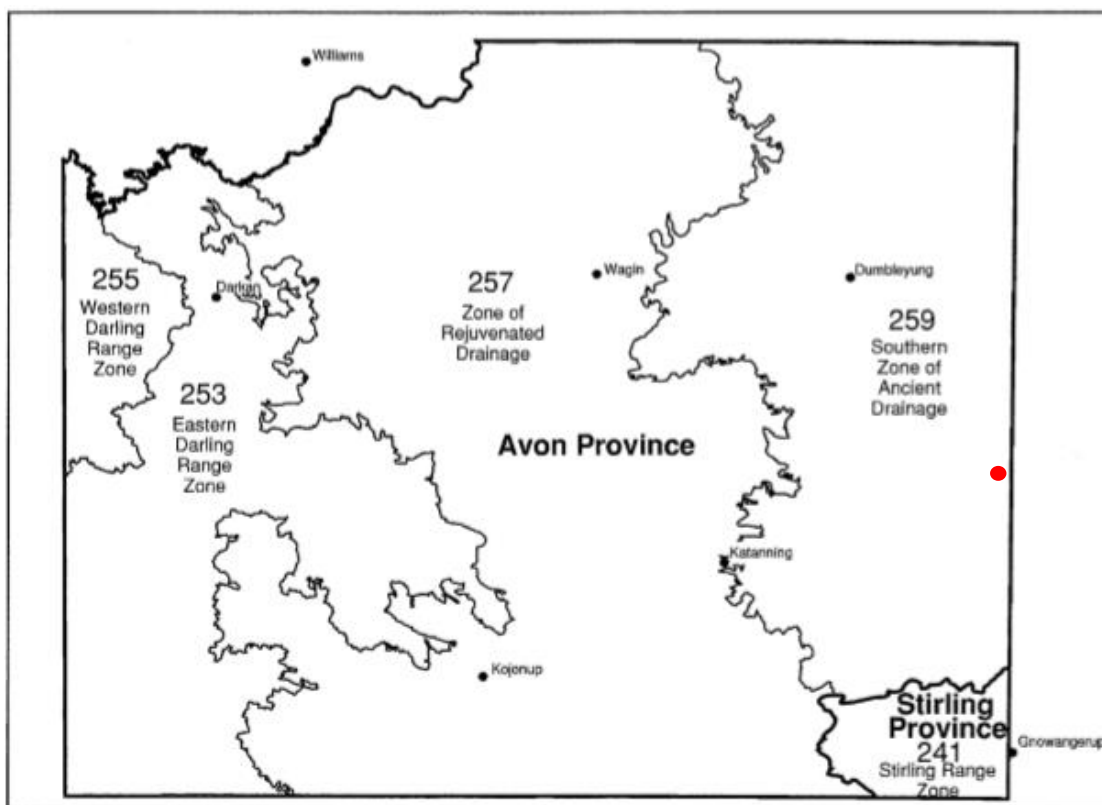 Williams
255
Western
Darling
Range
Zone
Darkan
253
Eastern
Darling
Range
Zone
257
Zone of
Rejuvenated
Drainage
Wagin
Dumbleyung
259
Southern
Zone of
Ancient
Drainage
Avon Province
Katanning
Kojonup
Stirling
Province
241
Stirling Range
Zone
Gnowangerup